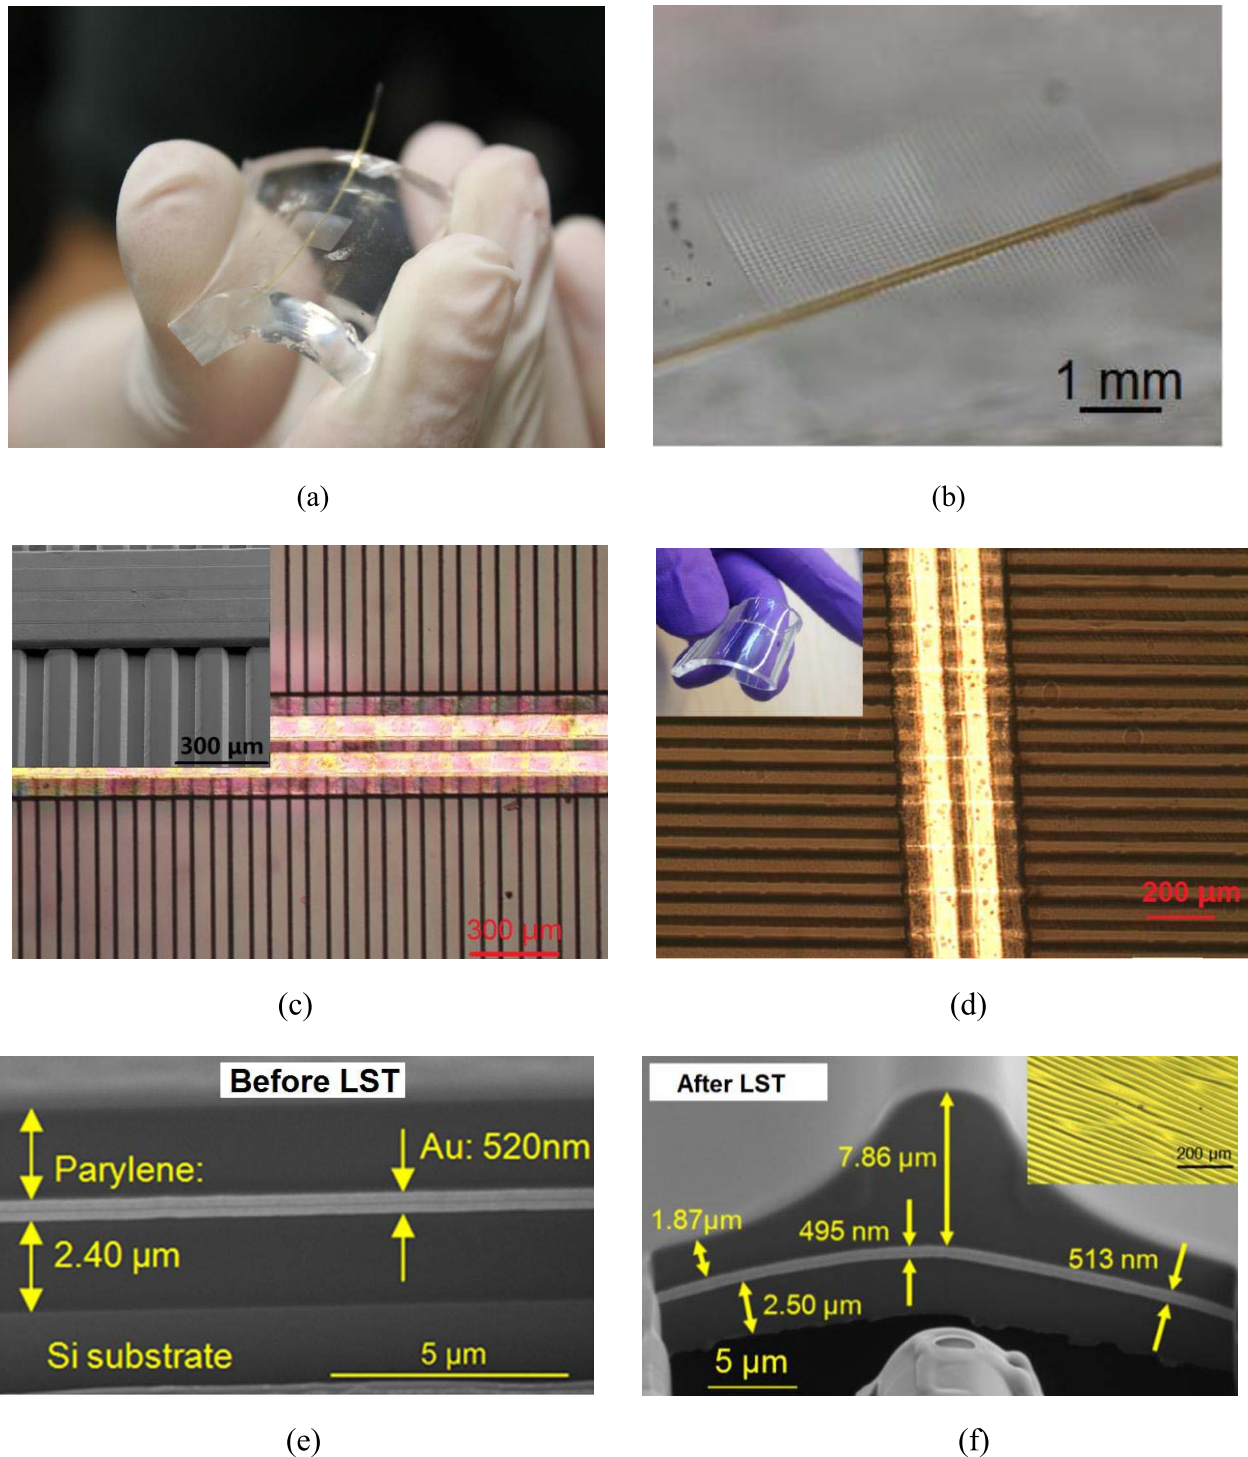 (a)
1 mm
(b)
300 µm
300 µm
(c)
200 µm
(d)
Before LST
Au: 520nm
Parylene:
2.40 µm
Si substrate
5 µm
(e)
After LST
200 µm
7.86 µm
1.87µm
495 nm
513 nm
2.50 µm
5 µm
(f)